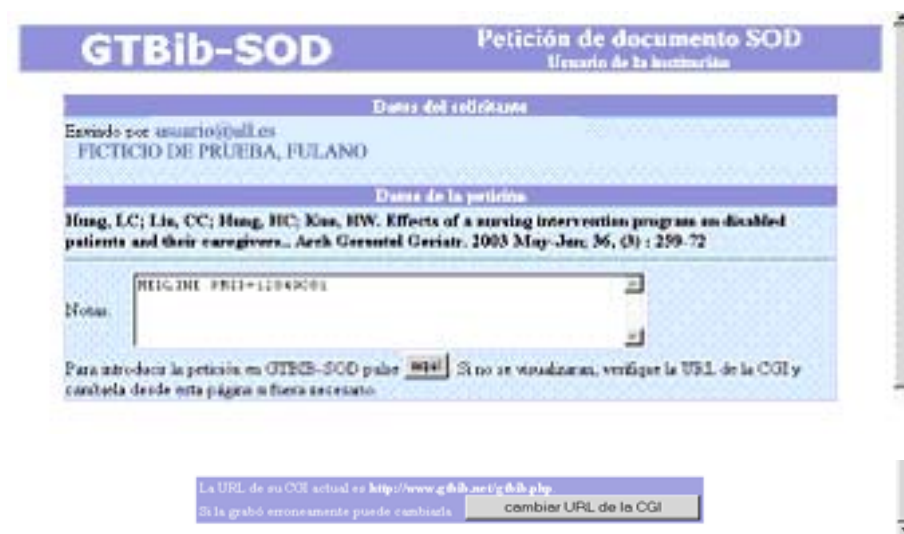 GTBib-SOD
Petición de documento SOD
Usuario de la institución
Datos del solicitante
Enviado por usuario@ull.es
FICTICIO DE PRUEBA, FULANO
Datos de la petición
Hung, LC; Liu, CC; Hung, HC; Kuo, HW. Effects of a nursing intervention program on disabled
patients and their caregivers.. Arch Gerontol Geriatr. 2003 May-Jun; 36, (3) : 259-72
Notas:
Para introducir la petición en GTBIB-SOD pulse aquí Si no se visualizaran, verifique la URL de la CGI y
cambiela desde esta página si fuera necesario.
La URL de su CGI actual es http://www.gtbib.net/gtbib.php.
Si la grabó erroneamente puede cambiarla cambiar URL de la CGI